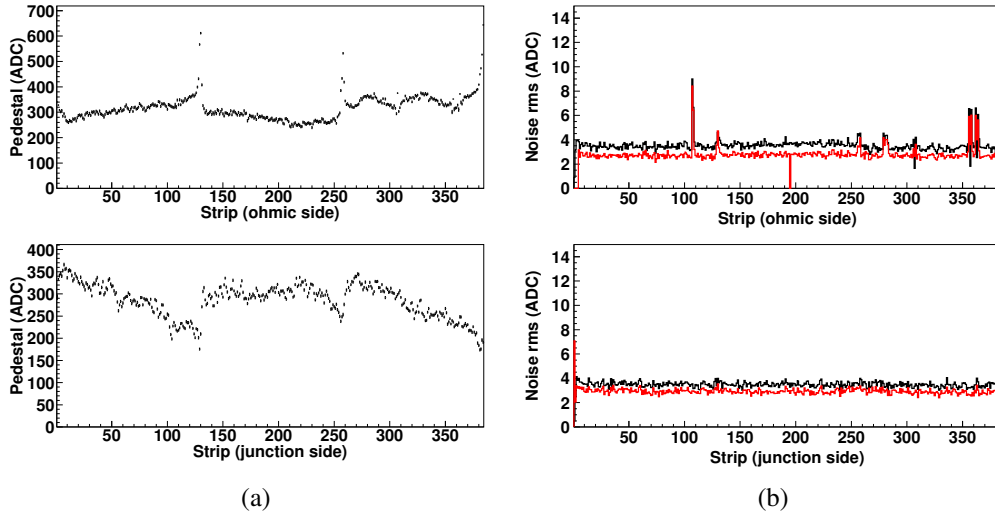 Pedestal (ADC)
700
600
500
400
300
200
100
0
50 100 150 200 250 300 350
Strip (ohmic side)
Noise rms (ADC)
14
12
10
8
6
4
2
0
50 100 150 200 250 300 350
Strip (ohmic side)
Pedestal (ADC)
400
350
300
250
200
150
100
50
0
50 100 150 200 250 300 350
Strip (junction side)
Noise rms (ADC)
14
12
10
8
6
4
2
0
50 100 150 200 250 300 350
Strip (junction side)
(a)
(b)